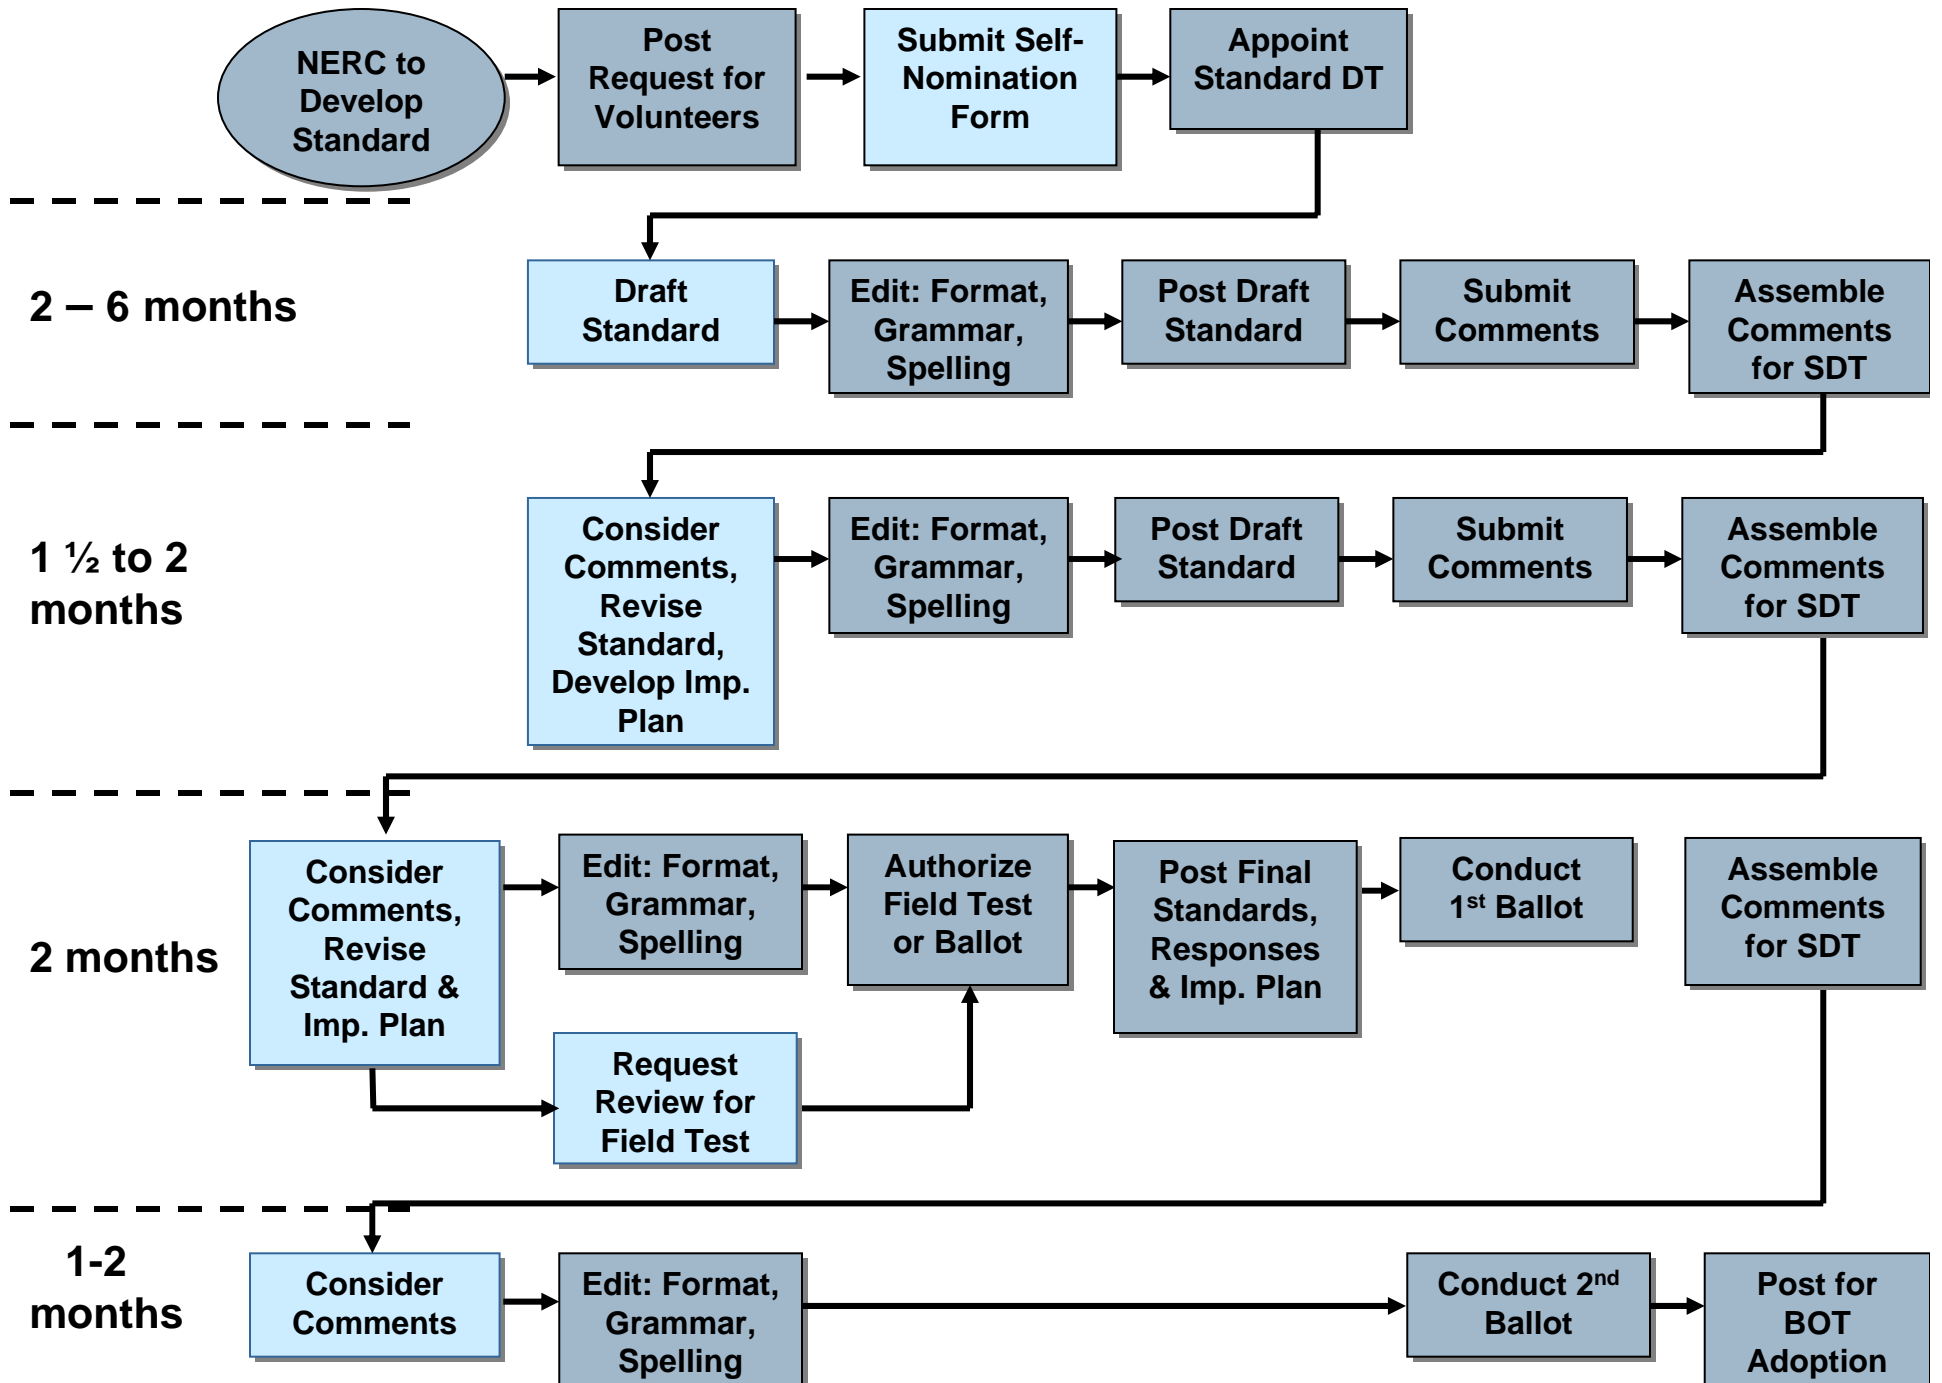 NERC to
Develop
Standard
Post
Request for
Volunteers
Submit Self-
Nomination
Form
Appoint
Standard DT
2 – 6 months
Draft
Standard
Edit: Format,
Grammar,
Spelling
Post Draft
Standard
Submit
Comments
Assemble
Comments
for SDT
1 ½ to 2
months
Consider
Comments,
Revise
Standard,
Develop Imp.
Plan
Edit: Format,
Grammar,
Spelling
Post Draft
Standard
Submit
Comments
Assemble
Comments
for SDT
2 months
Consider
Comments,
Revise
Standard &
Imp. Plan
Edit: Format,
Grammar,
Spelling
Authorize
Field Test
or Ballot
Post Final
Standards,
Responses
& Imp. Plan
Conduct
1st Ballot
Assemble
Comments
for SDT
Request
Review for
Field Test
1-2
months
Consider
Comments
Edit: Format,
Grammar,
Spelling
Conduct 2nd
Ballot
Post for
BOT
Adoption